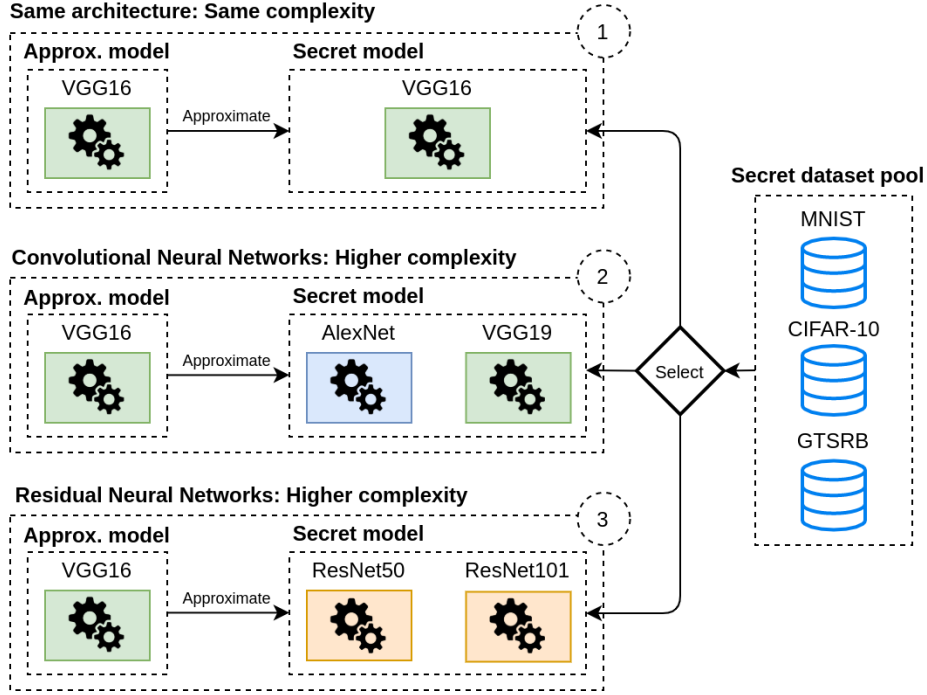 Same architecture: Same complexity
1
Approx. model
Secret model
VGG16
Approximate
VGG16
Secret dataset pool
MNIST
CIFAR-10
GTSRB
Select
Convolutional Neural Networks: Higher complexity
2
Approx. model
Secret model
VGG16
Approximate
AlexNet
VGG19
Residual Neural Networks: Higher complexity
3
Approx. model
Secret model
VGG16
Approximate
ResNet50
ResNet101